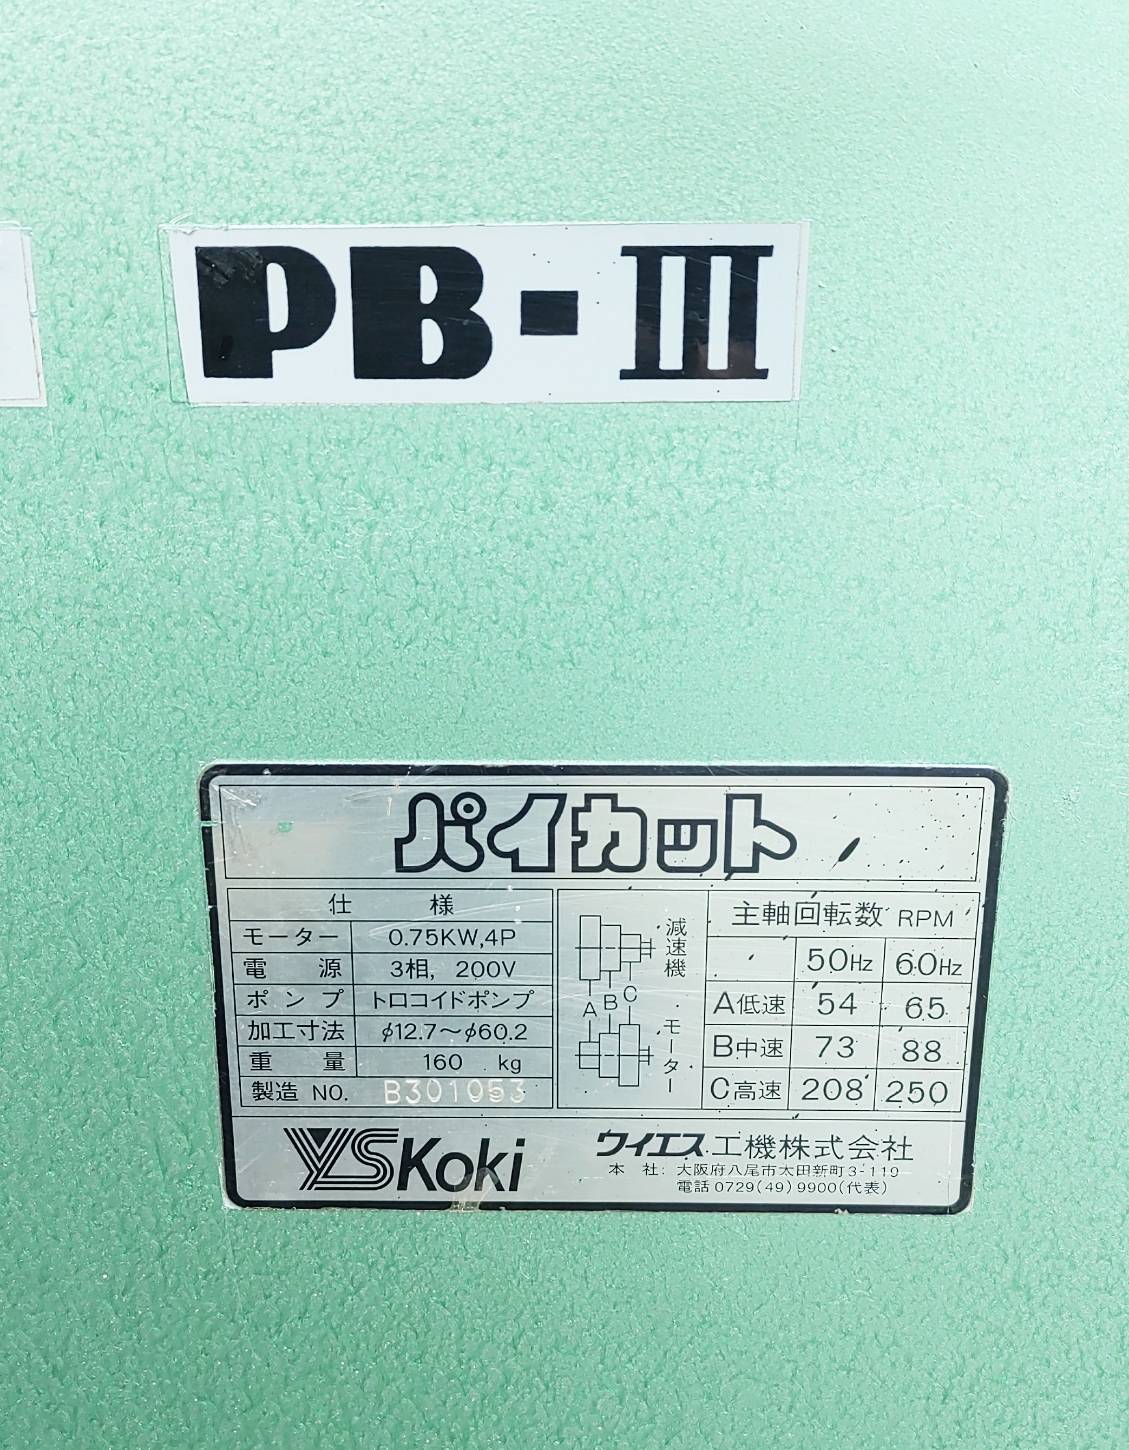 PB-III
パイカット
仕 様
モーター 0.75KW,4P
電 源 3相, 200V
ポンプ トロコイドポンプ
加工寸法 φ12.7～φ60.2
重 量 160 kg
製造 NO. B301053
減速機
A B C
モーター
主軸回転数 RPM
50Hz 60Hz
A低速 54 65
B中速 73 88
C高速 208 250
YS Koki
ウイエス工機株式会社
本 社: 大阪府八尾市太田新町3-119
電話 0729(49)9900(代表)